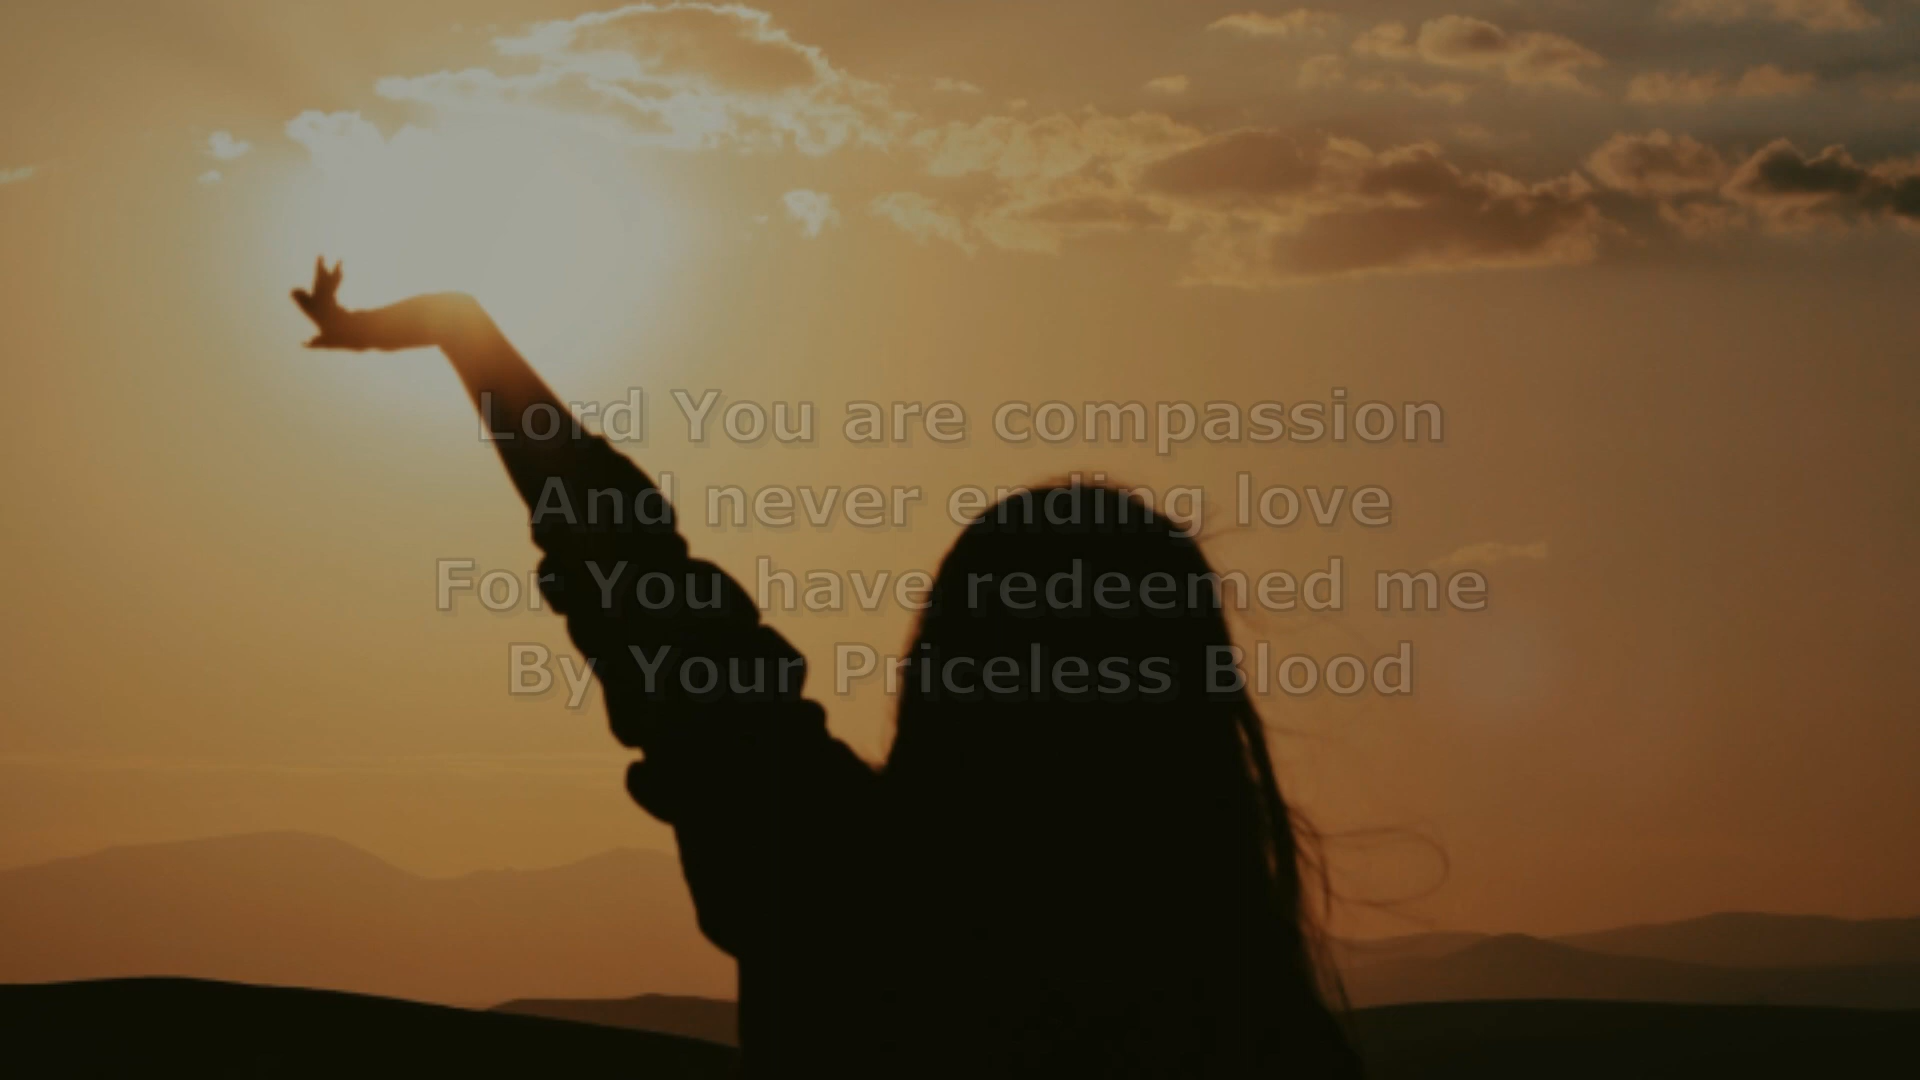 Lord You are compassion
And never ending love
For You have redeemed me
By Your Priceless Blood